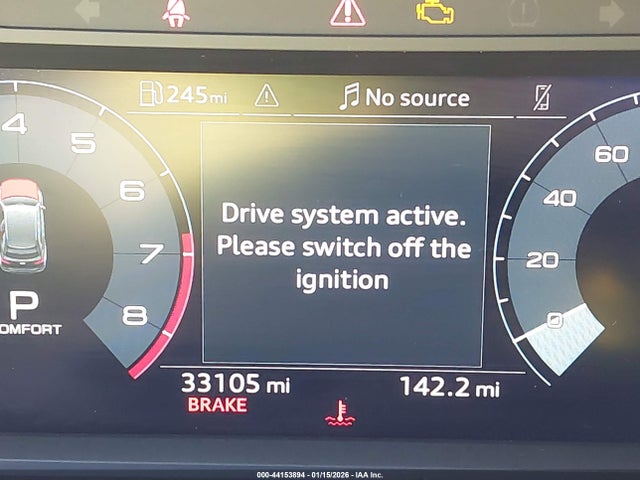 245mi
No source
4
5
6
7
8
60
40
20
0
Drive system active.
Please switch off the
ignition
P
COMFORT
33105 mi
142.2 mi
BRAKE
000-44153894 - 01/15/2026 - IAA Inc.